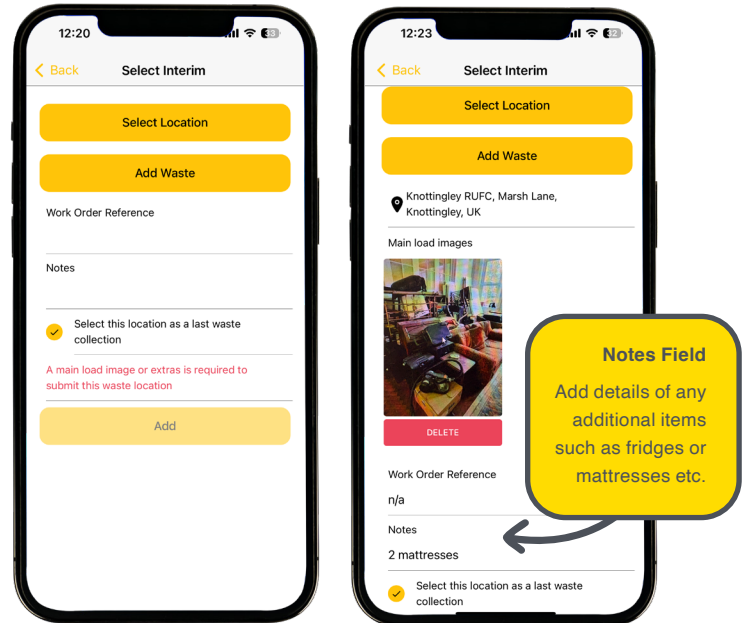 12:20
33
Back
Select Interim
Select Location
Add Waste
Work Order Reference
Notes
Select this location as a last waste
collection
A main load image or extras is required to
submit this waste location
Add
12:23
32
Back
Select Interim
Select Location
Add Waste
Knottingley RUFC, Marsh Lane,
Knottingley, UK
Main load images
DELETE
Work Order Reference
n/a
Notes
2 mattresses
Select this location as a last waste
collection
Notes Field
Add details of any
additional items
such as fridges or
mattresses etc.